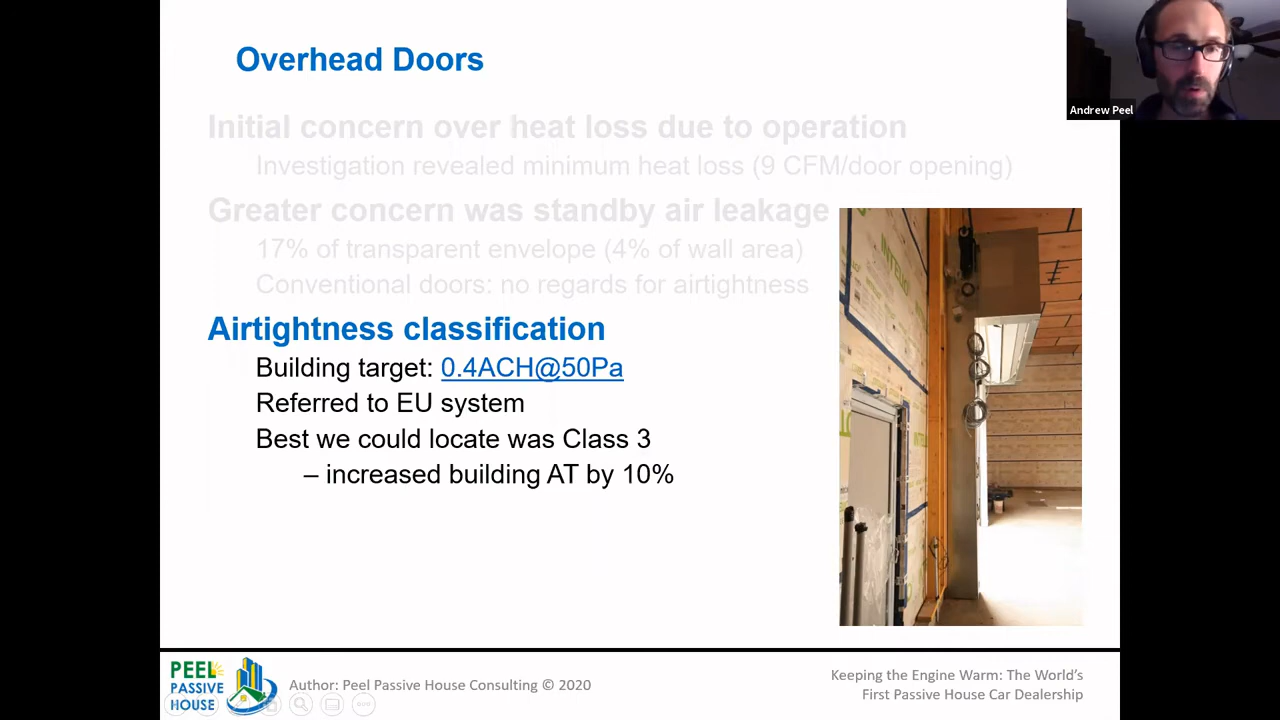 Overhead Doors
Andrew Peel
Initial concern over heat loss due to operation
Investigation revealed minimum heat loss (9 CFM/door opening)
Greater concern was standby air leakage
17% of transparent envelope (4% of wall area)
Conventional doors: no regards for airtightness
Airtightness classification
Building target: 0.4ACH@50Pa
Referred to EU system
Best we could locate was Class 3
– increased building AT by 10%
INTELLO
PEEL
PASSIVE
HOUSE
Author: Peel Passive House Consulting © 2020
Keeping the Engine Warm: The World's
First Passive House Car Dealership